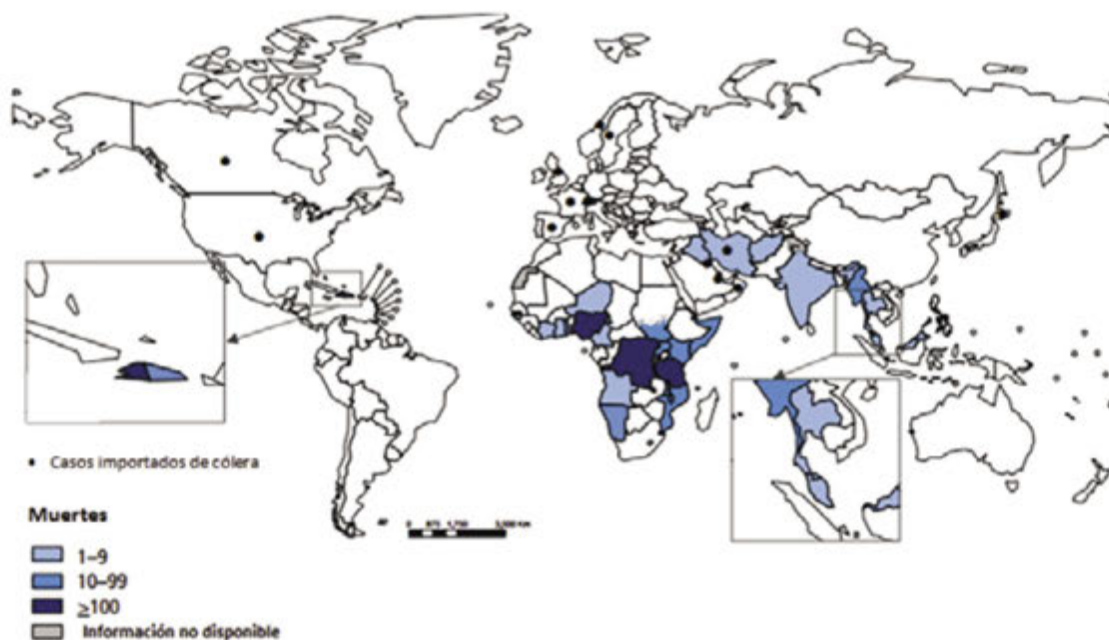 Casos importados de cólera
Muertes
1–9
10–99
≥100
Información no disponible